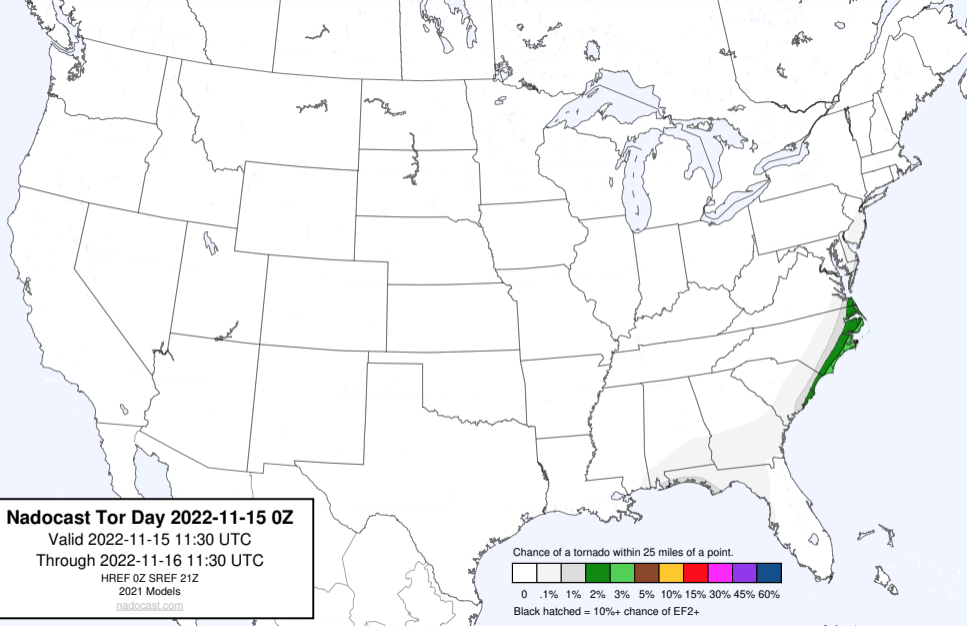 Nadocast Tor Day 2022-11-15 0Z
Valid 2022-11-15 11:30 UTC
Through 2022-11-16 11:30 UTC
HREF 0Z SREF 21Z
2021 Models
nadocast.com
Chance of a tornado within 25 miles of a point.
0 .1% 1% 2% 3% 5% 10% 15% 30% 45% 60%
Black hatched = 10%+ chance of EF2+